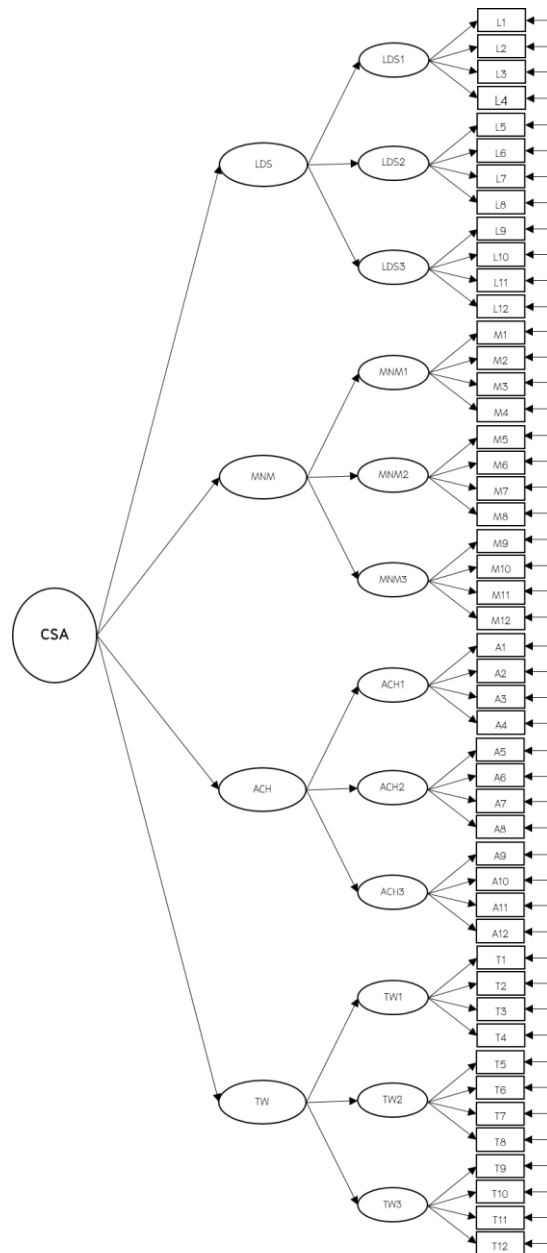 L1
L2
LDS1
L3
L4
L5
L6
LDS LDS2
L7
L8
L9
L10
LDS3
L11
L12
M1
M2
MNM1
M3
M4
M5
M6
MNM MNM2
M7
M8
M9
M10
MNM3
M11
M12
CSA
A1
A2
ACH1
A3
A4
A5
A6
ACH ACH2
A7
A8
A9
A10
ACH3
A11
A12
T1
T2
TW1
T3
T4
T5
T6
TW TW2
T7
T8
T9
T10
TW3
T11
T12